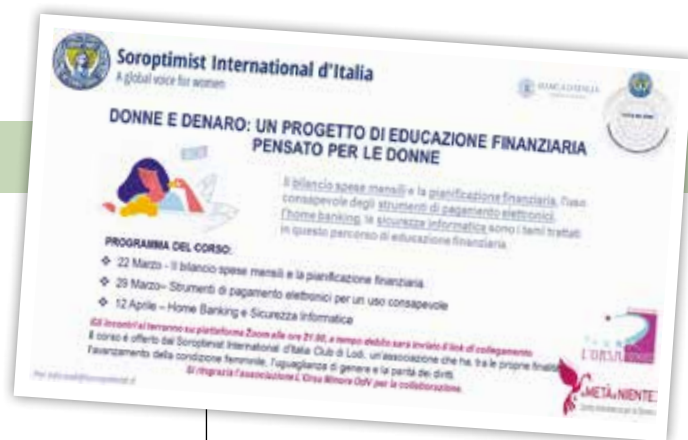 Soroptimist International d'Italia
A global voice for women
BANCA D'ITALIA
DONNE E DENARO: UN PROGETTO DI EDUCAZIONE FINANZIARIA
PENSATO PER LE DONNE
Il bilancio spese mensili e la pianificazione finanziaria, l'uso
consapevole degli strumenti di pagamento elettronici,
l'home banking, la sicurezza informatica sono i temi trattati
in questo percorso di educazione finanziaria.
PROGRAMMA DEL CORSO:
❖ 22 Marzo - Il bilancio spese mensili e la pianificazione finanziaria
❖ 29 Marzo– Strumenti di pagamento elettronici per un uso consapevole
❖ 12 Aprile – Home Banking e Sicurezza Informatica
Gli incontri si terranno su piattaforma Zoom alle ore 21.00, a tempo debito sarà inviato il link di collegamento
Il corso è offerto dal Soroptimist International d'Italia Club di Lodi, un'associazione che ha, tra le proprie finalità
l'avanzamento della condizione femminile, l'uguaglianza di genere e la parità dei diritti.
Si ringrazia l'associazione L'Orsa Minore OdV per la collaborazione.
L'ORSA
LA METÀ DI NIENTE